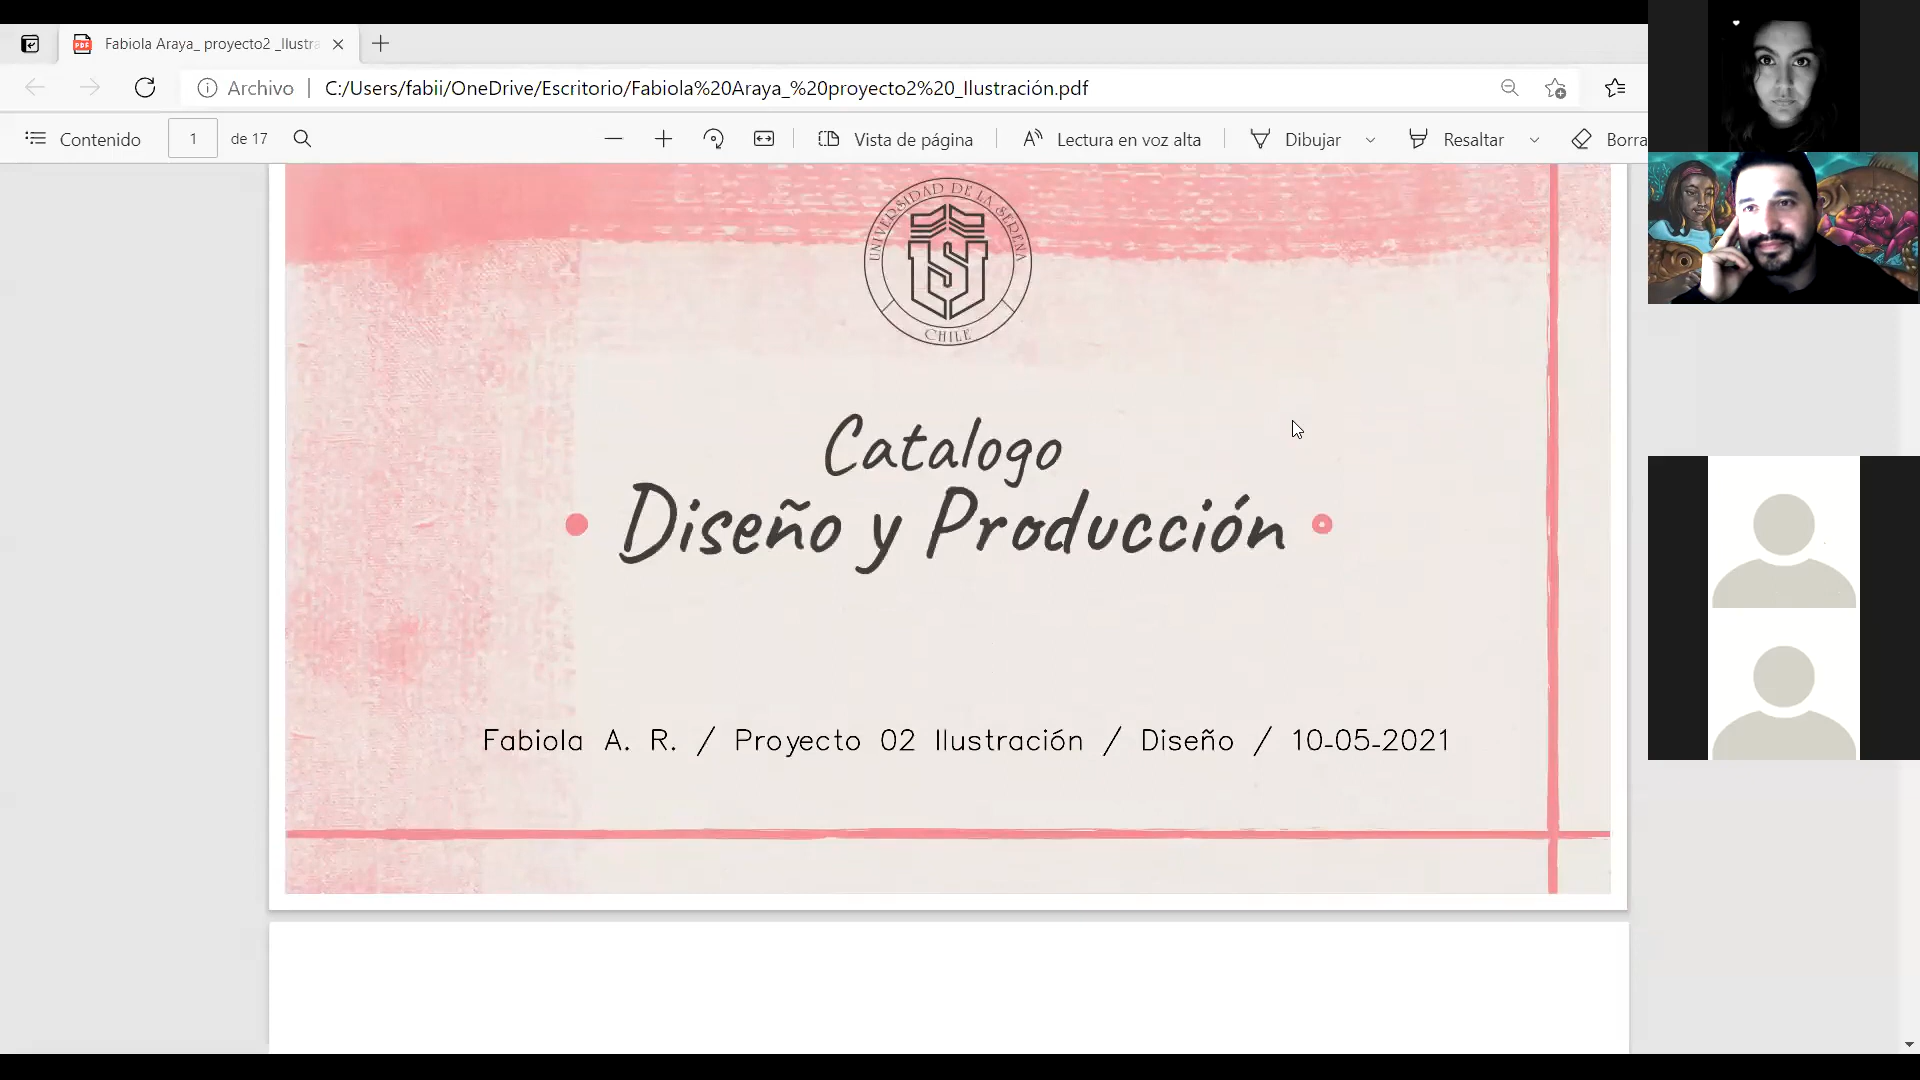 Fabiola Araya_ proyecto2 _Ilustra
Archivo
C:/Users/fabii/OneDrive/Escritorio/Fabiola%20Araya_%20proyecto2%20_Ilustración.pdf
Contenido
1
de 17
Vista de página
Lectura en voz alta
Dibujar
Resaltar
Borra
UNIVERSIDAD DE LA SERENA
CHILE
Catalogo
Diseño y Producción
Fabiola A. R. / Proyecto 02 Ilustración / Diseño / 10-05-2021